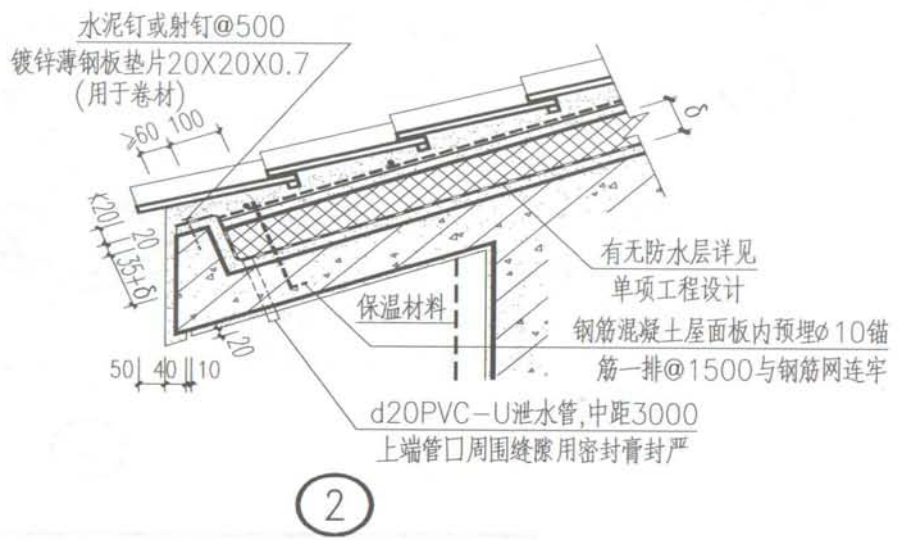 水泥钉或射钉@500
镀锌薄钢板垫片20X20X0.7
(用于卷材)
≥60 100
δ
20
35+δ
有无防水层详见
单项工程设计
保温材料
钢筋混凝土屋面板内预埋ø10锚
筋一排@1500与钢筋网连牢
20
50 40 10
d20PVC-U泄水管,中距3000
上端管口周围缝隙用密封膏封严
2